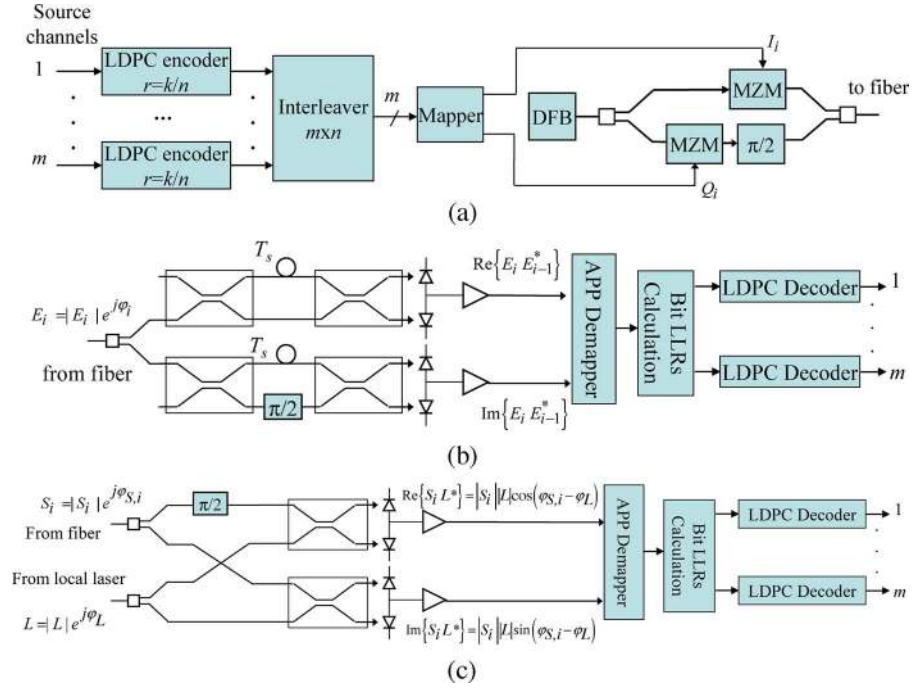 Source channels
1
LDPC encoder
r=k/n
...
LDPC encoder
r=k/n
m
Interleaver
m×n
m
Mapper
DFB
MZM
I_i
MZM
π/2
Q_i
to fiber
(a)
E_i =|E_i| e^{jφ_i}
from fiber
T_s
T_s
π/2
Re{E_i E_{i-1}^*}
Im{E_i E_{i-1}^*}
APP Demapper
Bit LLRs Calculation
LDPC Decoder
1
LDPC Decoder
m
(b)
S_i =|S_i| e^{jφ_{S,i}}
From fiber
π/2
From local laser
L=|L| e^{jφ_L}
Re{S_i L*} = |S_i||L|cos(φ_{S,i}−φ_L)
Im{S_i L*} = |S_i||L|sin(φ_{S,i}−φ_L)
APP Demapper
Bit LLRs Calculation
LDPC Decoder
1
LDPC Decoder
m
(c)